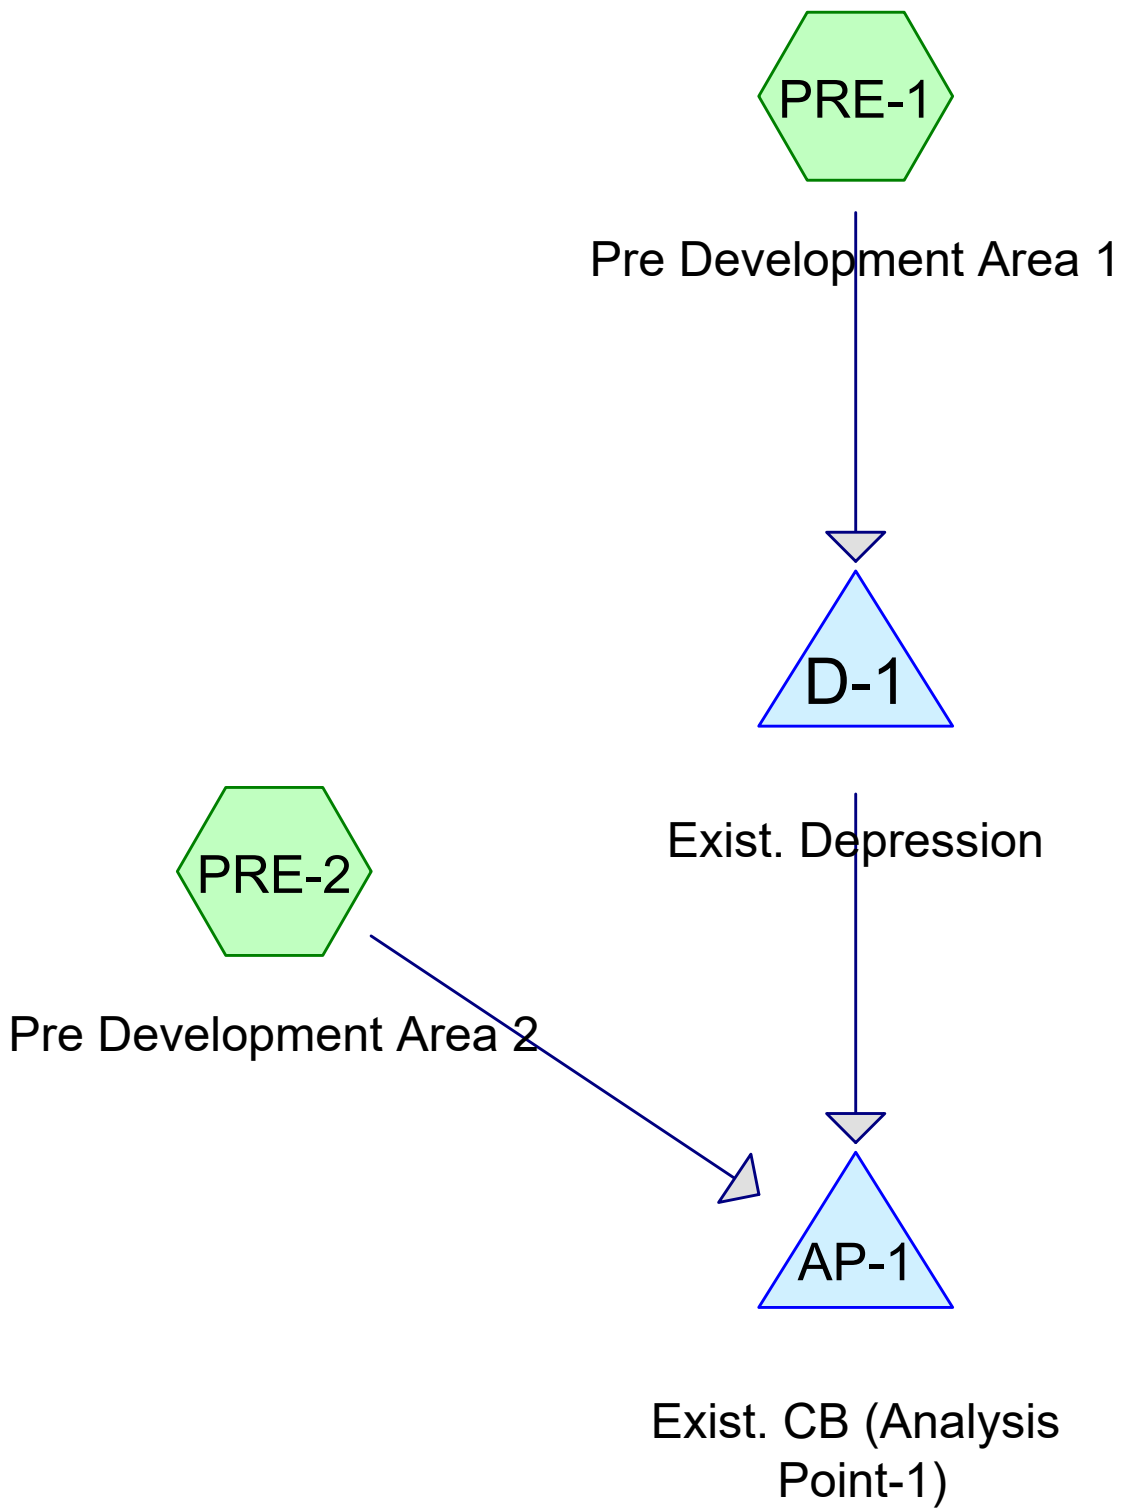 PRE-1
Pre Development Area 1
D-1
Exist. Depression
PRE-2
Pre Development Area 2
AP-1
Exist. CB (Analysis
Point-1)